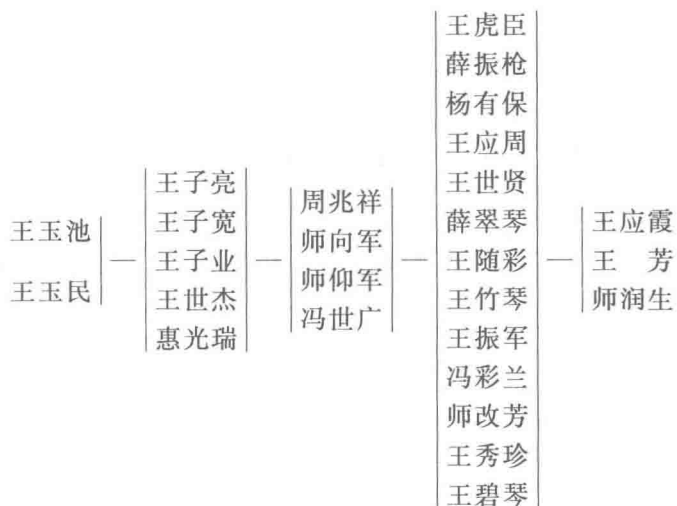 王玉池
王玉民
王子亮
王子宽
王子业
王世杰
惠光瑞
周兆祥
师向军
师仰军
冯世广
王虎臣
薛振枪
杨有保
王应周
王世贤
薛翠琴
王随彩
王竹琴
王振军
冯彩兰
师改芳
王秀珍
王碧琴
王应霞
王 芳
师润生